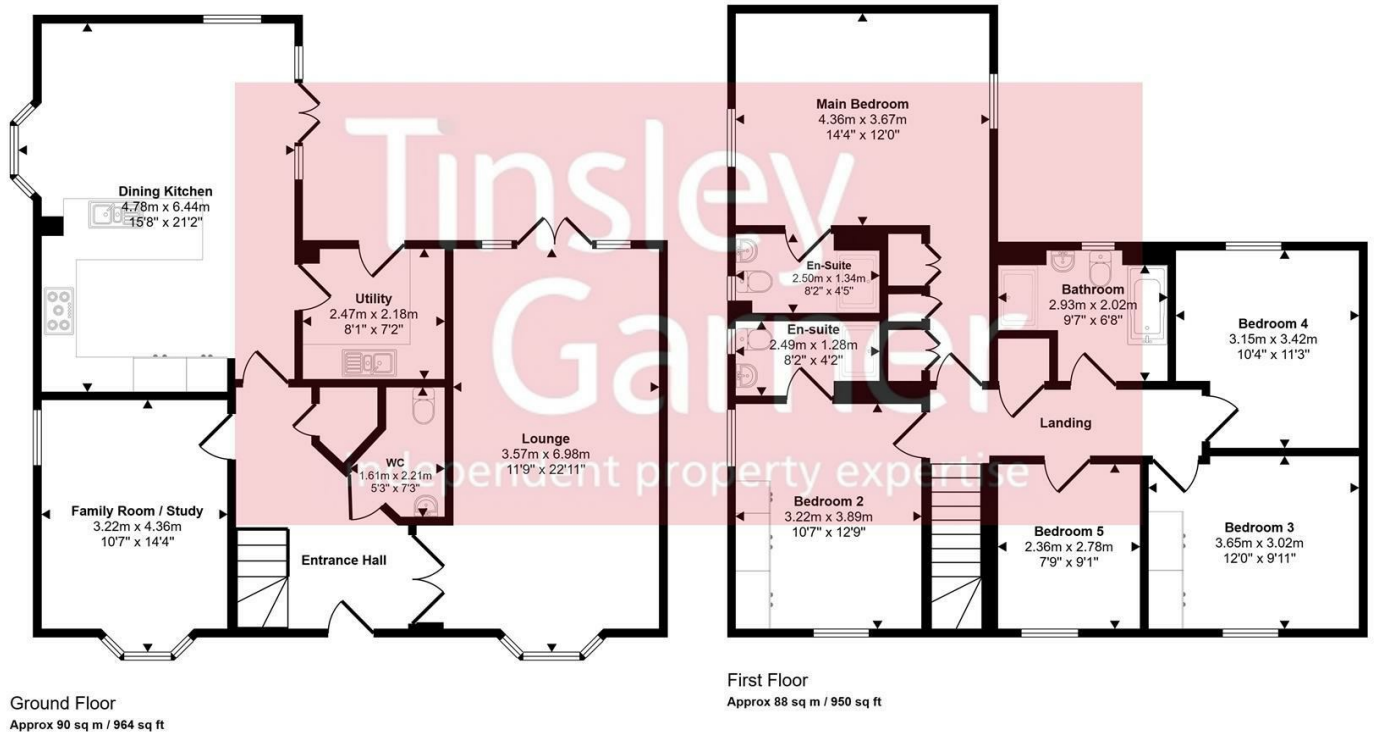 Tinsley
Garner
independent property expertise
Dining Kitchen
4.78m x 6.44m
15'8" x 21'2"
Utility
2.47m x 2.18m
8'1" x 7'2"
WC
1.61m x 2.21m
5'3" x 7'3"
Lounge
3.57m x 6.98m
11'9" x 22'11"
Family Room / Study
3.22m x 4.36m
10'7" x 14'4"
Entrance Hall
Ground Floor
Approx 90 sq m / 964 sq ft
Main Bedroom
4.36m x 3.67m
14'4" x 12'0"
En-Suite
2.50m x 1.34m
8'2" x 4'5"
En-suite
2.49m x 1.28m
8'2" x 4'2"
Bathroom
2.93m x 2.02m
9'7" x 6'8"
Bedroom 4
3.15m x 3.42m
10'4" x 11'3"
Landing
Bedroom 2
3.22m x 3.89m
10'7" x 12'9"
Bedroom 5
2.36m x 2.78m
7'9" x 9'1"
Bedroom 3
3.65m x 3.02m
12'0" x 9'11"
First Floor
Approx 88 sq m / 950 sq ft